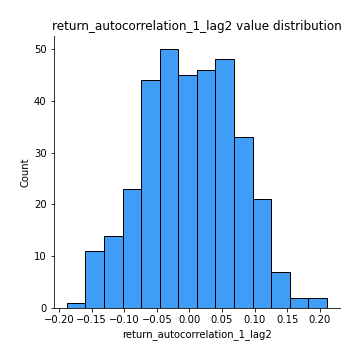 return_autocorrelation_1_lag2 value distribution
50
40
30
20
10
0
Count
−0.20 −0.15 −0.10 −0.05 0.00 0.05 0.10 0.15 0.20
return_autocorrelation_1_lag2